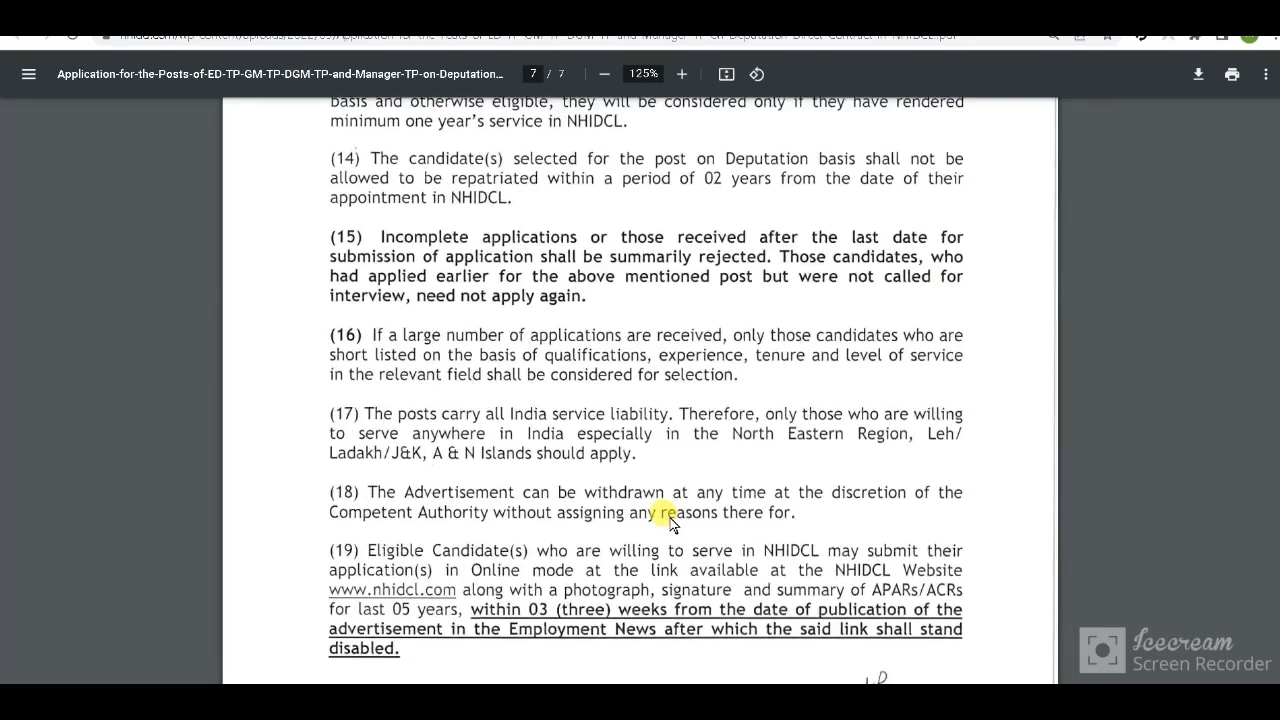 Application-for-the-Posts-of-ED-TP-GM-TP-DGM-TP-and-Manager-TP-on-Deputation... 7 / 7 125%
basis and otherwise eligible, they will be considered only if they have rendered
minimum one year's service in NHIDCL.
(14) The candidate(s) selected for the post on Deputation basis shall not be
allowed to be repatriated within a period of 02 years from the date of their
appointment in NHIDCL.
(15) Incomplete applications or those received after the last date for
submission of application shall be summarily rejected. Those candidates, who
had applied earlier for the above mentioned post but were not called for
interview, need not apply again.
(16) If a large number of applications are received, only those candidates who are
short listed on the basis of qualifications, experience, tenure and level of service
in the relevant field shall be considered for selection.
(17) The posts carry all India service liability. Therefore, only those who are willing
to serve anywhere in India especially in the North Eastern Region, Leh/
Ladakh/J&K, A & N Islands should apply.
(18) The Advertisement can be withdrawn at any time at the discretion of the
Competent Authority without assigning any reasons there for.
(19) Eligible Candidate(s) who are willing to serve in NHIDCL may submit their
application(s) in Online mode at the link available at the NHIDCL Website
www.nhidcl.com along with a photograph, signature and summary of APARs/ACRs
for last 05 years, within 03 (three) weeks from the date of publication of the
advertisement in the Employment News after which the said link shall stand
disabled.
Icecream
Screen Recorder